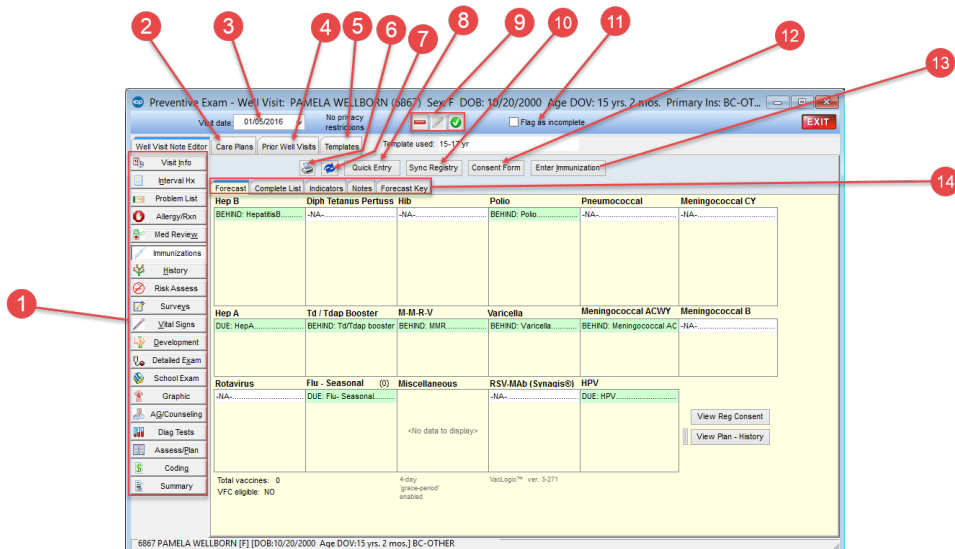 2
3
4
5
6
7
8
9
10
11
12
13
1
14
Preventive Exam - Well Visit: PAMELA WELLBORN (6867) Sex: F DOB: 10/20/2000 Age DOV: 15 yrs. 2 mos. Primary Ins: BC-OT...
Visit date: 01/05/2016
No privacy
restrictions
Flag as incomplete
EXIT
Well Visit Note Editor
Care Plans
Prior Well Visits
Templates
Template used: 15-17 yr
Quick Entry
Sync Registry
Consent Form
Enter Immunization
Visit Info
Interval Hx
Problem List
Allergy/Rxn
Med Review
Immunizations
History
Risk Assess
Surveys
Vital Signs
Development
Detailed Exam
School Exam
Graphic
AG/Counseling
Diag Tests
Assess/Plan
Coding
Summary
Forecast
Complete List
Indicators
Notes
Forecast Key
Hep B
Diph Tetanus Pertuss
Hib
Polio
Pneumococcal
Meningococcal CY
BEHIND: HepatitisB
-NA-
-NA-
BEHIND: Polio
-NA-
-NA-
Hep A
Td / Tdap Booster
M-M-R-V
Varicella
Meningococcal ACWY
Meningococcal B
DUE: HepA
BEHIND: Td/Tdap booster
BEHIND: MMR
BEHIND: Varicella
BEHIND: Meningococcal AC
-NA-
Rotavirus
Flu - Seasonal (0)
Miscellaneous
RSV-MAb (Synagis®)
HPV
-NA-
DUE: Flu- Seasonal
<No data to display>
-NA-
DUE: HPV
View Reg Consent
View Plan - History
Total vaccines: 0
VFC eligible: NO
4-day
'grace-period'
enabled
VacLogic™ ver. 3-271
6867 PAMELA WELLBORN [F] [DOB:10/20/2000 Age DOV:15 yrs. 2 mos.] BC-OTHER